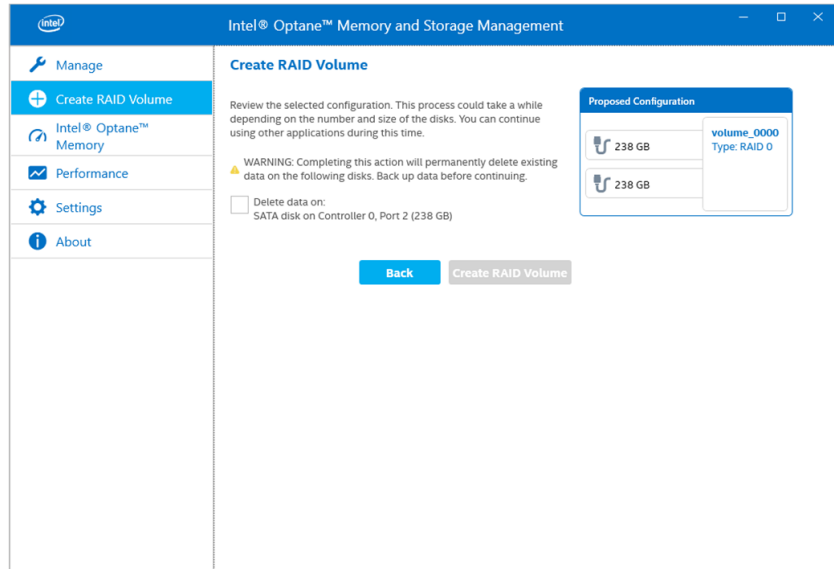 intel
Intel® Optane™ Memory and Storage Management
Manage
Create RAID Volume
Intel® Optane™
Memory
Performance
Settings
About
Create RAID Volume
Review the selected configuration. This process could take a while
depending on the number and size of the disks. You can continue
using other applications during this time.
WARNING: Completing this action will permanently delete existing
data on the following disks. Back up data before continuing.
Delete data on:
SATA disk on Controller 0, Port 2 (238 GB)
Back
Create RAID Volume
Proposed Configuration
238 GB
238 GB
volume_0000
Type: RAID 0